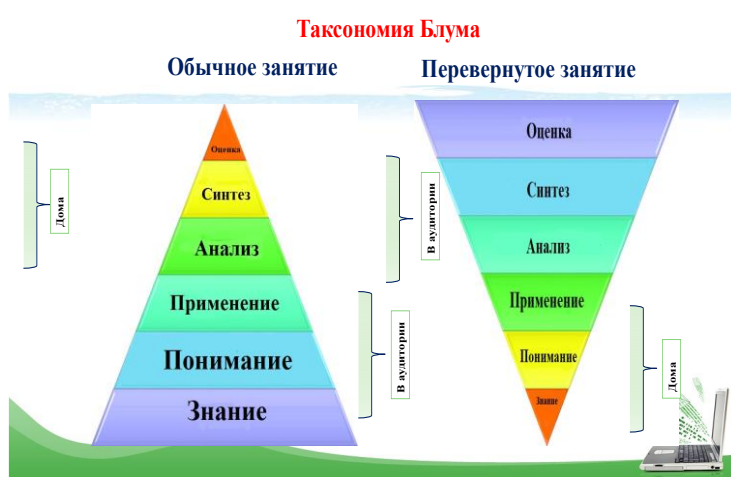 Таксономия Блума
Обычное занятие
Перевернутое занятие
Оценка
Синтез
Анализ
Применение
Понимание
Знание
Дома
В аудитории
Оценка
Синтез
Анализ
Применение
Понимание
Знание
В аудитории
Дома